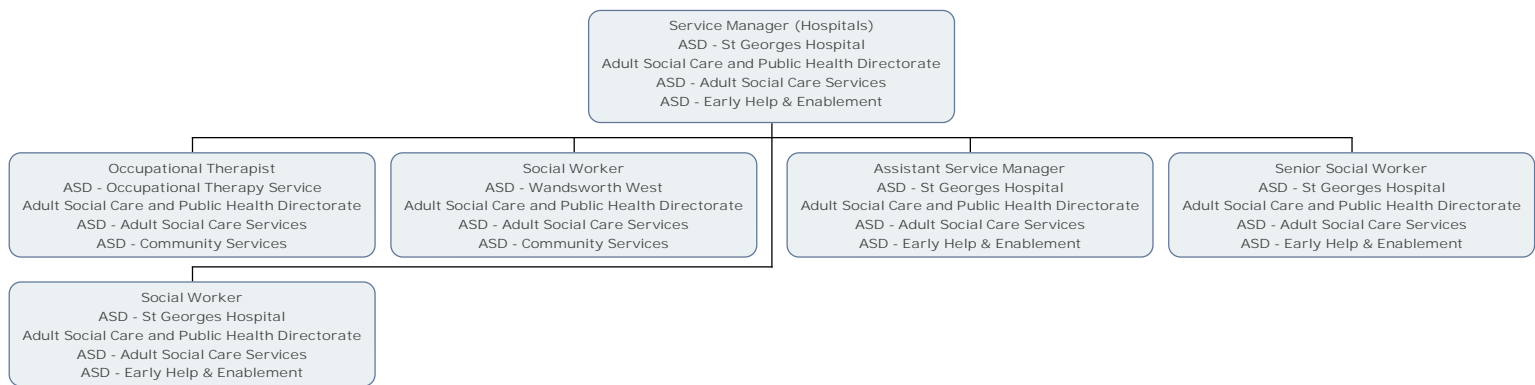 Service Manager (Hospitals)
ASD - St Georges Hospital
Adult Social Care and Public Health Directorate
ASD - Adult Social Care Services
ASD - Early Help & Enablement
Occupational Therapist
ASD - Occupational Therapy Service
Adult Social Care and Public Health Directorate
ASD - Adult Social Care Services
ASD - Community Services
Social Worker
ASD - Wandsworth West
Adult Social Care and Public Health Directorate
ASD - Adult Social Care Services
ASD - Community Services
Assistant Service Manager
ASD - St Georges Hospital
Adult Social Care and Public Health Directorate
ASD - Adult Social Care Services
ASD - Early Help & Enablement
Senior Social Worker
ASD - St Georges Hospital
Adult Social Care and Public Health Directorate
ASD - Adult Social Care Services
ASD - Early Help & Enablement
Social Worker
ASD - St Georges Hospital
Adult Social Care and Public Health Directorate
ASD - Adult Social Care Services
ASD - Early Help & Enablement